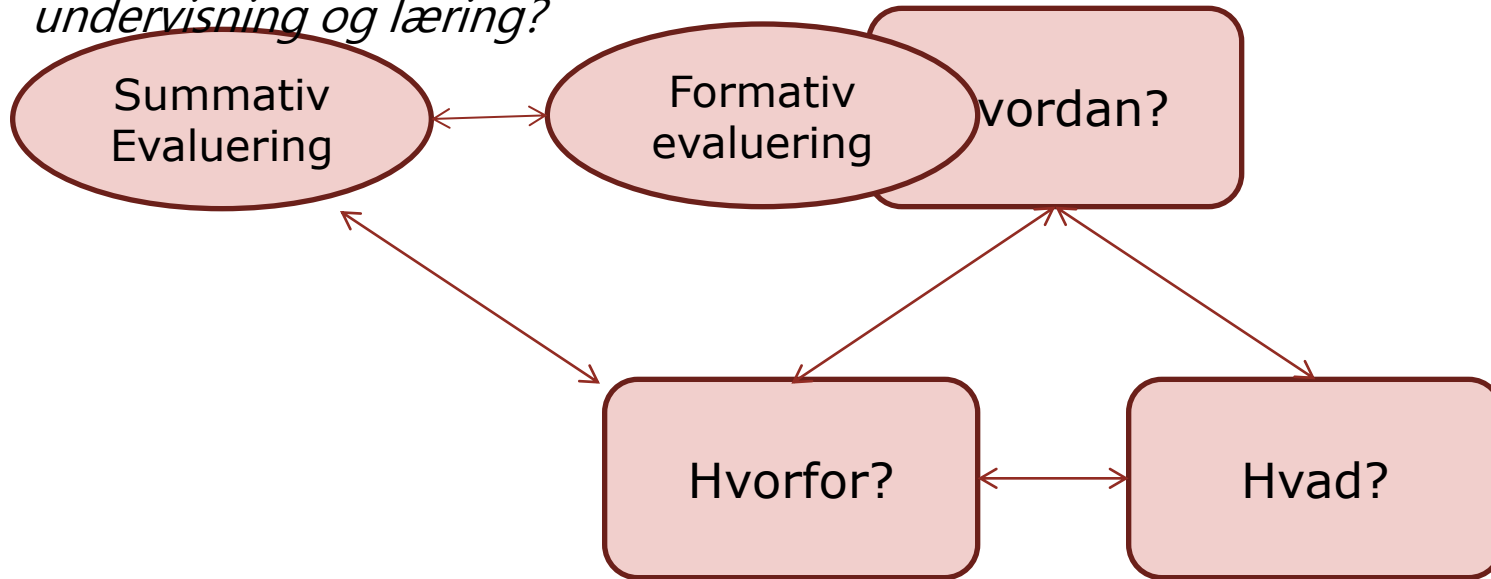 undervisning og læring?
Summativ
Evaluering
Formativ
evaluering
vordan?
Hvorfor?
Hvad?